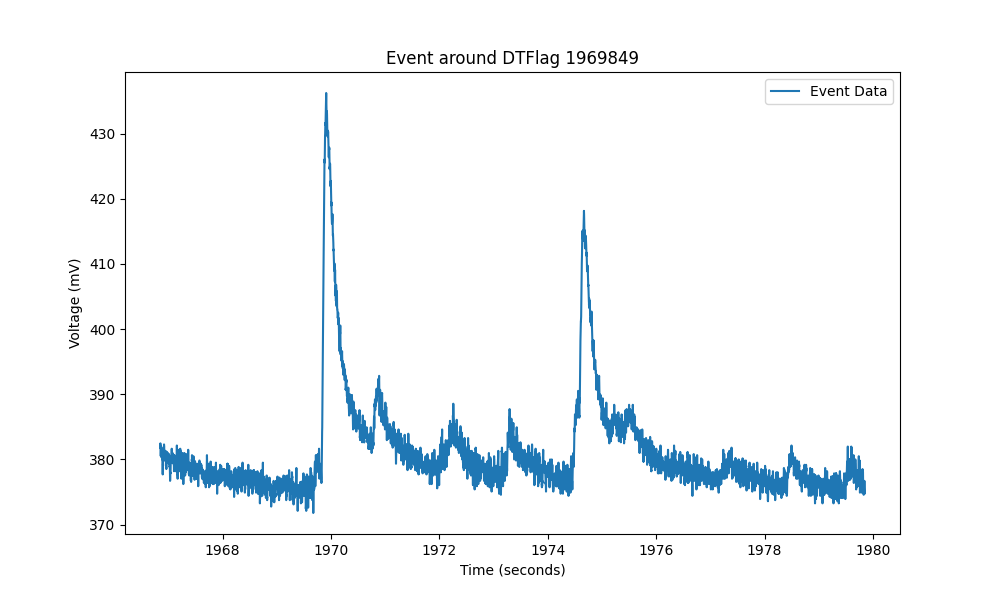 Event around DTFlag 1969849
Event Data
430
420
410
400
390
380
370
Voltage (mV)
1968 1970 1972 1974 1976 1978 1980
Time (seconds)